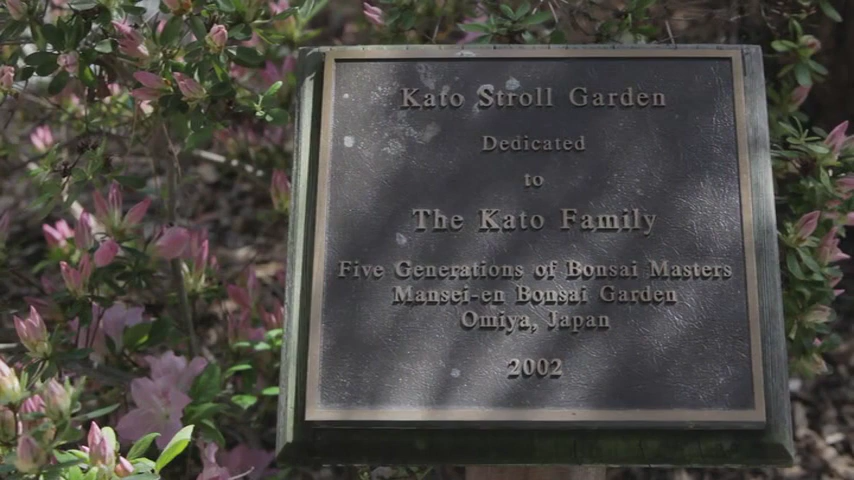 Kato Stroll Garden
Dedicated
to
The Kato Family
Five Generations of Bonsai Masters
Mansei-en Bonsai Garden
Omiya, Japan
2002